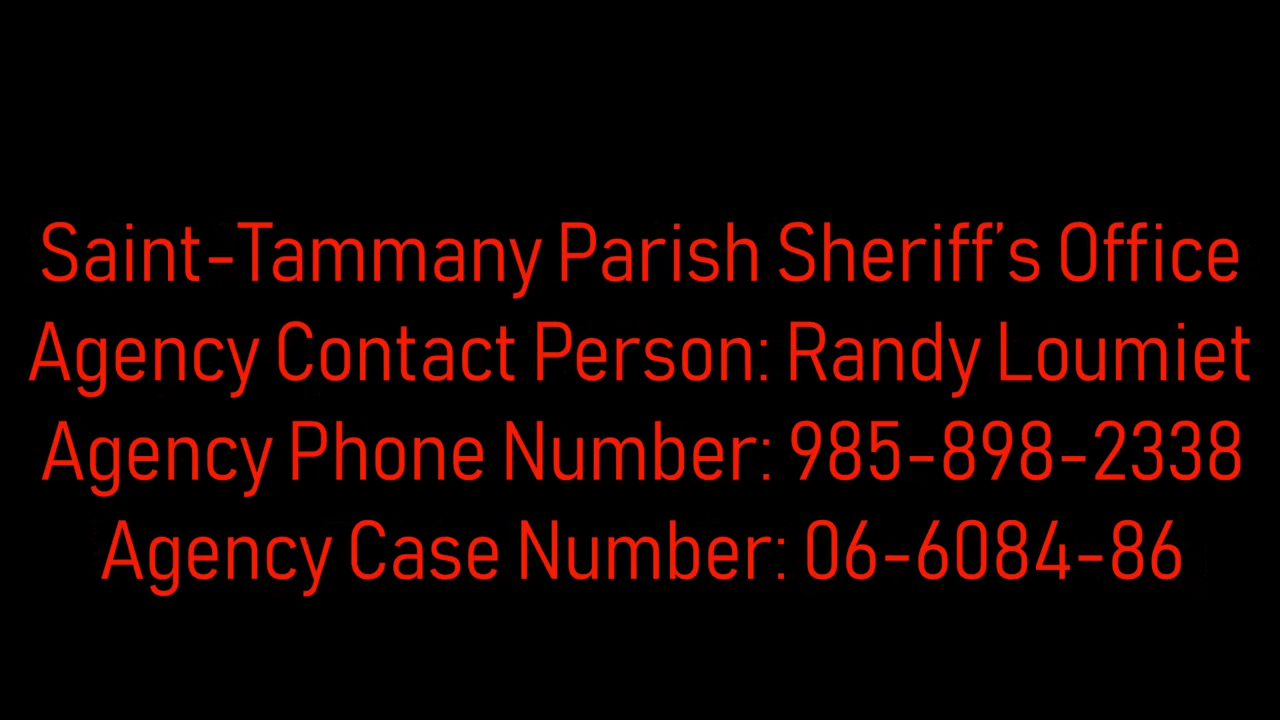 Saint-Tammany Parish Sheriff’s Office
Agency Contact Person: Randy Loumiet
Agency Phone Number: 985-898-2338
Agency Case Number: 06-6084-86